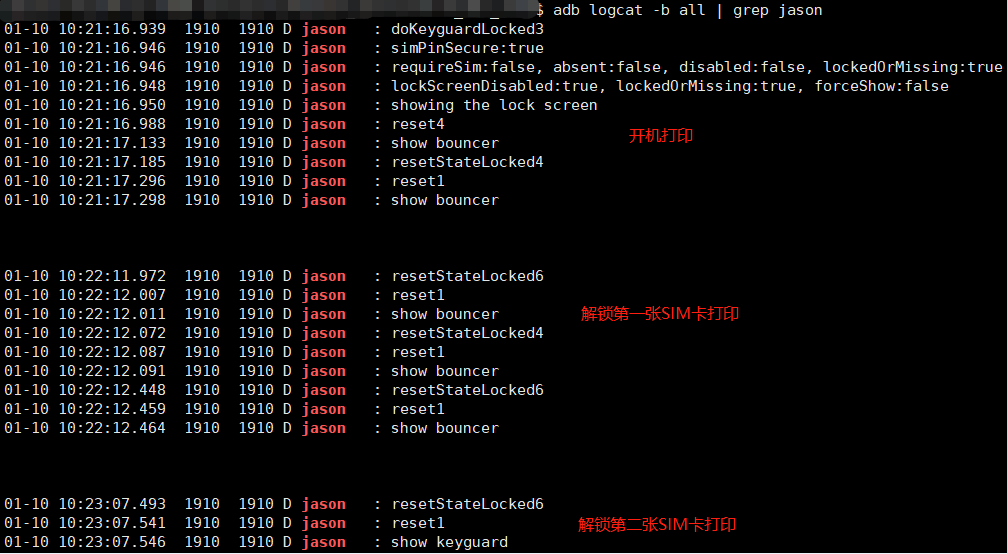 $ adb logcat -b all | grep jason
01-10 10:21:16.939  1910  1910 D jason   : doKeyguardLocked3
01-10 10:21:16.946  1910  1910 D jason   : simPinSecure:true
01-10 10:21:16.946  1910  1910 D jason   : requireSim:false, absent:false, disabled:false, lockedOrMissing:true
01-10 10:21:16.948  1910  1910 D jason   : lockScreenDisabled:true, lockedOrMissing:true, forceShow:false
01-10 10:21:16.950  1910  1910 D jason   : showing the lock screen
01-10 10:21:16.988  1910  1910 D jason   : reset4
开机打印
01-10 10:21:17.133  1910  1910 D jason   : show bouncer
01-10 10:21:17.185  1910  1910 D jason   : resetStateLocked4
01-10 10:21:17.296  1910  1910 D jason   : reset1
01-10 10:21:17.298  1910  1910 D jason   : show bouncer
01-10 10:22:11.972  1910  1910 D jason   : resetStateLocked6
01-10 10:22:12.007  1910  1910 D jason   : reset1
01-10 10:22:12.011  1910  1910 D jason   : show bouncer
解锁第一张SIM卡打印
01-10 10:22:12.072  1910  1910 D jason   : resetStateLocked4
01-10 10:22:12.087  1910  1910 D jason   : reset1
01-10 10:22:12.091  1910  1910 D jason   : show bouncer
01-10 10:22:12.448  1910  1910 D jason   : resetStateLocked6
01-10 10:22:12.459  1910  1910 D jason   : reset1
01-10 10:22:12.464  1910  1910 D jason   : show bouncer
01-10 10:23:07.493  1910  1910 D jason   : resetStateLocked6
01-10 10:23:07.541  1910  1910 D jason   : reset1
解锁第二张SIM卡打印
01-10 10:23:07.546  1910  1910 D jason   : show keyguard